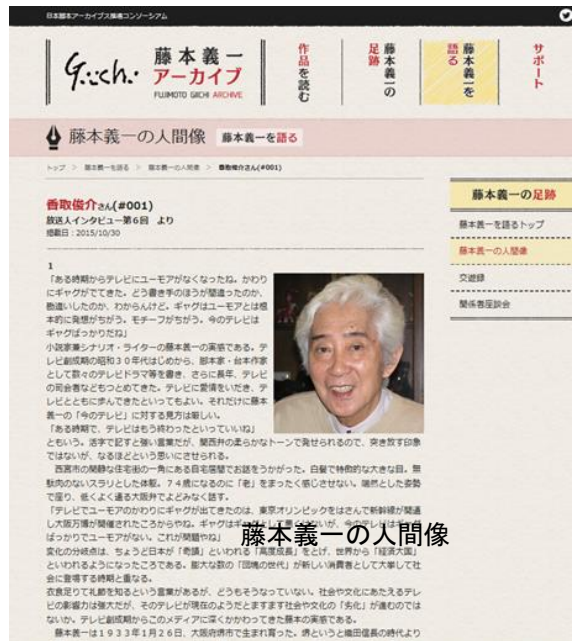 日本脚本アーカイブズ推進コンソーシアム
Giichi.
藤本義一
アーカイブ
FUJIMOTO GIICHI ARCHIVE
作品を読む
藤本義一の
足跡
藤本義一を
語る
サポート
藤本義一の人間像 藤本義一を語る
トップ > 藤本義一を語る > 藤本義一の人間像 > 香取俊介さん(#001)
香取俊介さん(#001)
放送人インタビュー第6回 より
掲載日：2015/10/30
1
「ある時期からテレビにユーモアがなくなったね。かわり
にギャグがでてきた。どう書き手のほうが間違ったのか、
勘違いしたのか、わからんけど。ギャグはユーモアとは根
本的に発想がちがう。モチーフがちがう。今のテレビは
ギャグばっかりだね」
小説家兼シナリオ・ライターの藤本義一の実感である。テ
レビ創成期の昭和３０年代はじめから、脚本家・台本作家
として数々のテレビドラマ等を書き、さらに長年、テレビ
の司会者などもつとめてきた。テレビに愛情をいだき、テ
レビとともに歩んできたといってもよい。それだけに藤本
義一の「今のテレビ」に対する見方は厳しい。
「ある時期で、テレビはもう終わったといっていいね」
ともいう。活字で記すと強い言葉だが、関西弁の柔らかなトーンで発せられるので、突き放す印象
ではないが、なるほどという思いにさせられる。
西宮市の閑静な住宅街の一角にある自宅居間でお話をうかがった。白髪で特徴的な大きな目。無
駄肉のないスラリとした体躯。７４歳になるのに「老」をまったく感じさせない。端然とした姿勢
で座り、低くよく通る大阪弁でよどみなく話す。
「テレビでユーモアのかわりにギャグが出てきたのは、東京オリンピックをはさんで新幹線が開通
し大阪万博が開催されたころからやね。ギャグはギャグとして
ばっかりでユーモアがない。これが問題やね」
変化の分岐点は、ちょうど日本が「奇蹟」といわれる「高度成長」をとげ、世界から「経済大国」
といわれるようになったころである。膨大な数の「団塊の世代」が新しい消費者として大挙して社
会に登場する時期と重なる。
衣食足りて礼節を知るという言葉があるが、どうもそうなっていない。社会や文化にあたえるテレ
ビの影響力は強大だが、そのテレビが現在のようだとますます社会や文化の「劣化」が進むのでは
ないか。テレビ創成期からこのメディアに深くかかわってきた藤本の実感である。
藤本義一は１９３３年１月２６日、大阪府堺市で生まれ育った。堺というと織田信長の時代より
藤本義一の足跡
藤本義一を語るトップ
藤本義一の人間像
交遊録
関係者座談会
藤本義一の人間像